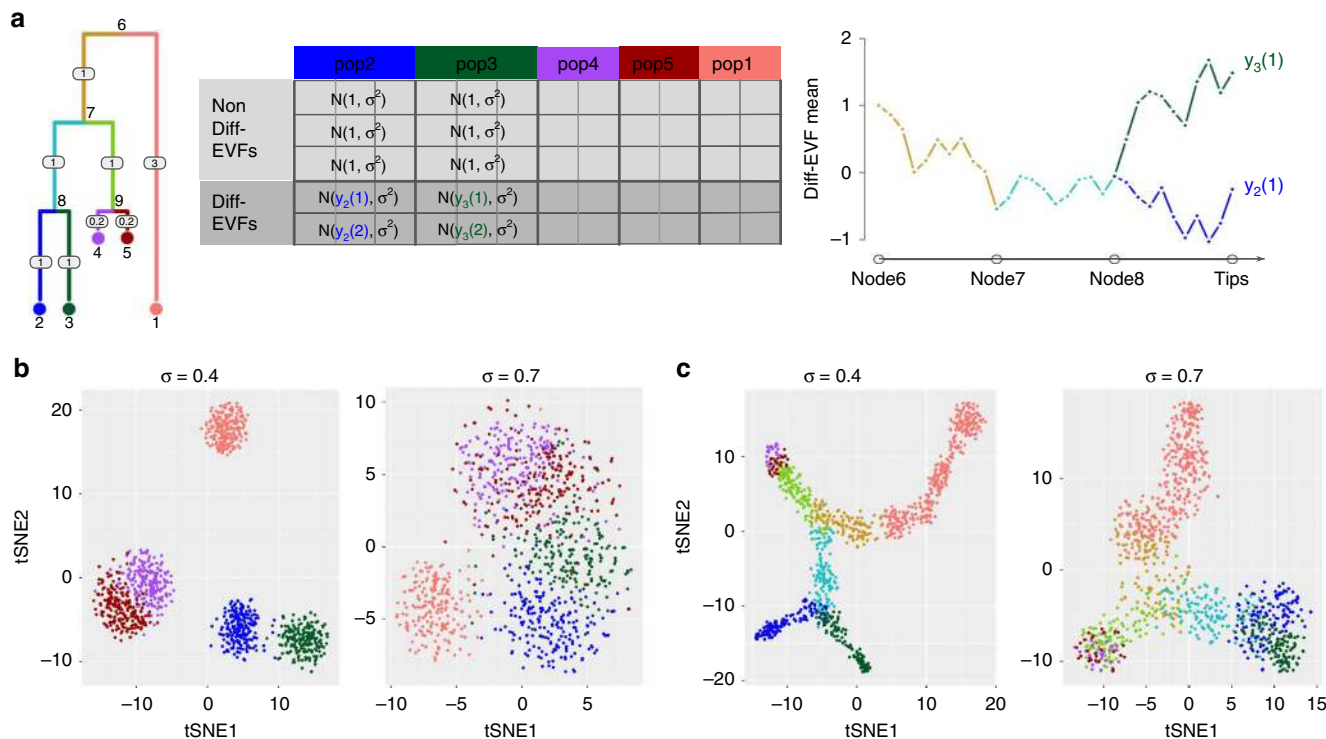 a
6
1
7
1
1
3
8
9
0.2
0.2
4
5
1
1
2
3
1
pop2 pop3 pop4 pop5 pop1
Non
Diff-
EVFs
N(1, σ²) N(1, σ²)
N(1, σ²) N(1, σ²)
N(1, σ²) N(1, σ²)
Diff-
EVFs
N(y₂(1), σ²) N(y₃(1), σ²)
N(y₂(2), σ²) N(y₃(2), σ²)
Diff-EVF mean
2
1
0
–1
y₃(1)
y₂(1)
Node6 Node7 Node8 Tips
b
σ = 0.4
tSNE2
20
10
0
–10
–10 0 10
tSNE1
σ = 0.7
10
5
0
–5
–10 –5 0 5
tSNE1
c
σ = 0.4
tSNE2
10
0
–10
–20
–10 0 10 20
tSNE1
σ = 0.7
10
0
–10
–10 –5 0 5 10 15
tSNE1